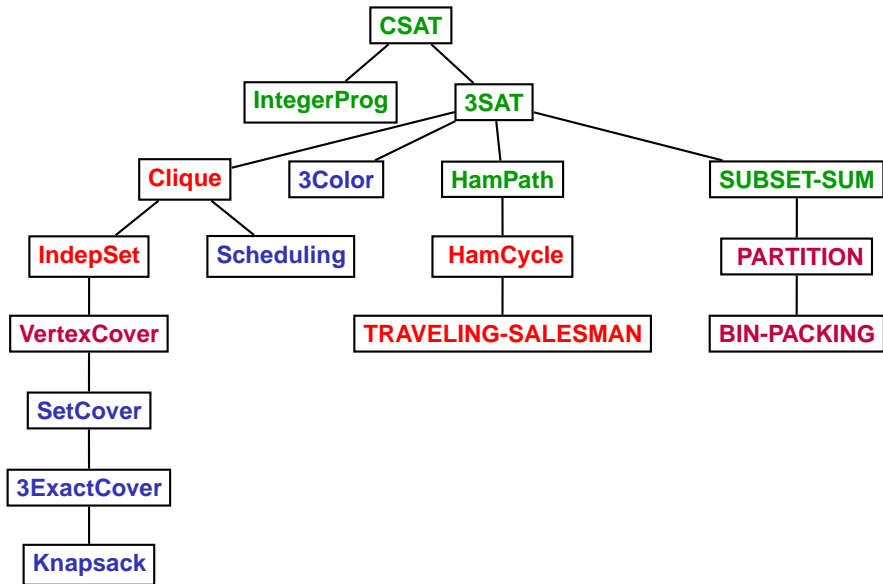 CSAT
IntegerProg
3SAT
Clique
3Color
HamPath
SUBSET-SUM
IndepSet
Scheduling
HamCycle
PARTITION
VertexCover
TRAVELING-SALESMAN
BIN-PACKING
SetCover
3ExactCover
Knapsack